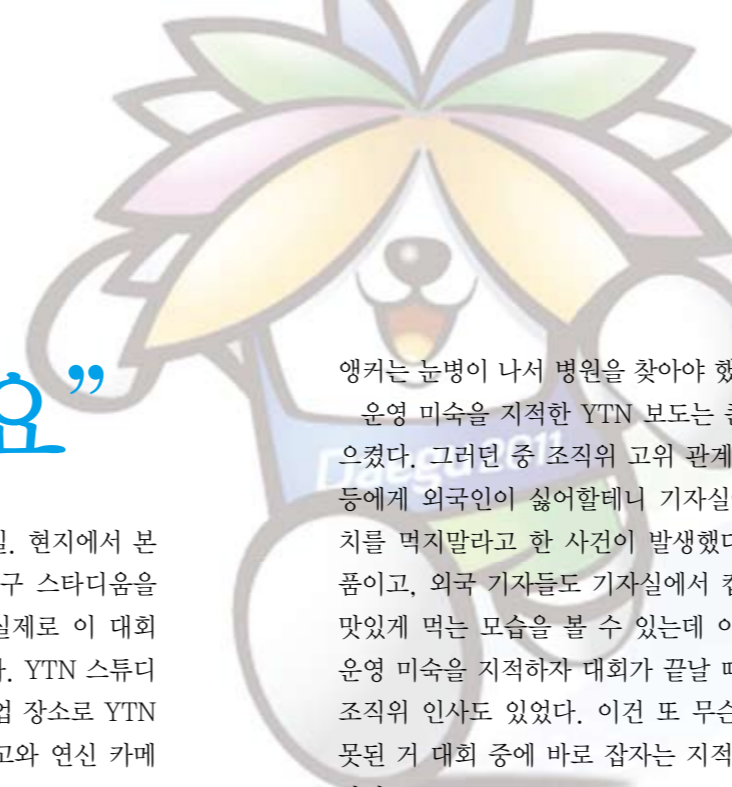 요”
일. 현지에서 본
구 스타디움을
실제로 이 대회
. YTN 스튜디
업 장소로 YTN
고와 연신 카메
앵커는 눈병이 나서 병원을 찾아야 했
운영 미숙을 지적한 YTN 보도는
으켰다. 그러던 중 조직위 고위 관계
등에게 외국인이 싫어할테니 기자실
치를 먹지말라고 한 사건이 발생했다
품이고, 외국 기자들도 기자실에서 컵
맛있게 먹는 모습을 볼 수 있는데 이
운영 미숙을 지적하자 대회가 끝날 때
조직위 인사도 있었다. 이건 또 무슨
못된 거 대회 중에 바로 잡자는 지적
Daegu 2011